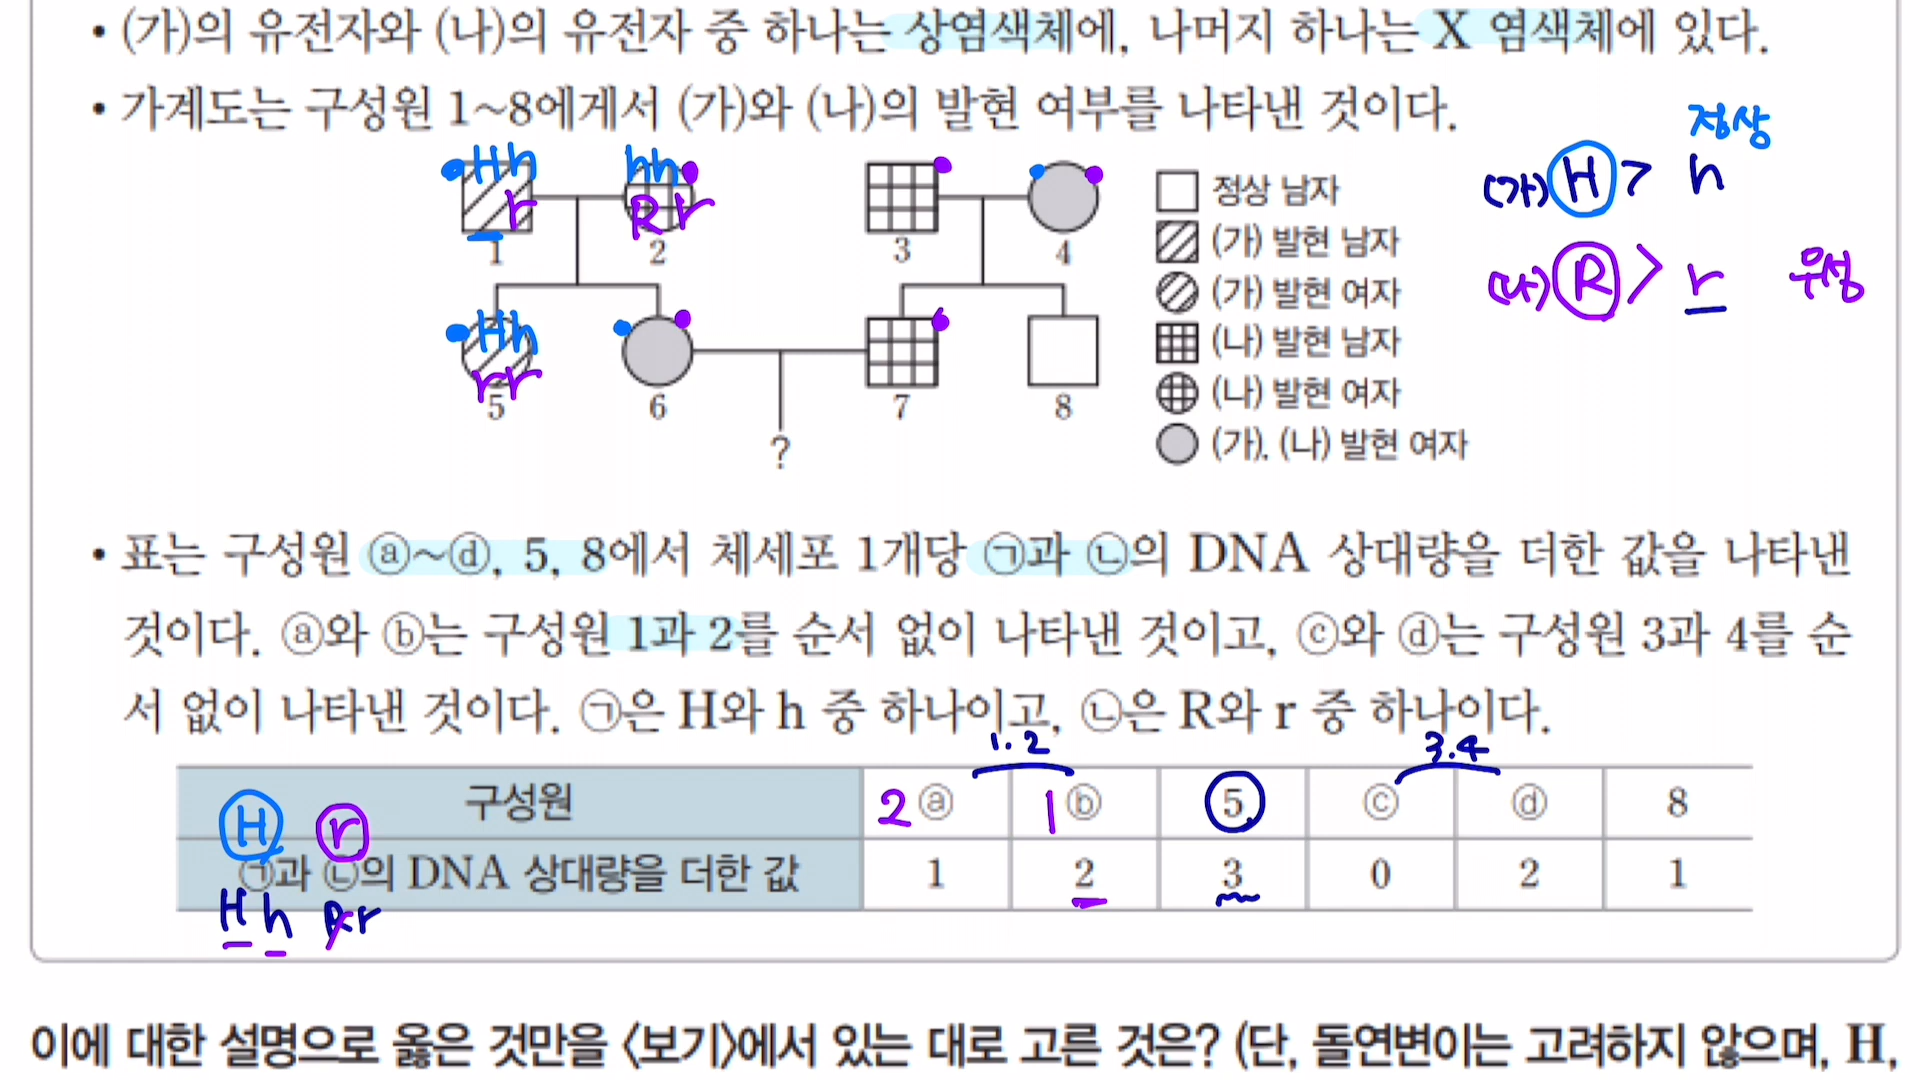 • (가)의 유전자와 (나)의 유전자 중 하나는 상염색체에, 나머지 하나는 X 염색체에 있다.
• 가계도는 구성원 1~8에게서 (가)와 (나)의 발현 여부를 나타낸 것이다.
정상
(가) H > h
(나) R > r 우성
Hh hh
r Rr
1 2 3 4
Hh
rr
5 6 7 8
?
정상 남자
(가) 발현 남자
(가) 발현 여자
(나) 발현 남자
(나) 발현 여자
(가), (나) 발현 여자
• 표는 구성원 ⓐ~ⓓ, 5, 8에서 체세포 1개당 ㉠과 ㉡의 DNA 상대량을 더한 값을 나타낸
것이다. ⓐ와 ⓑ는 구성원 1과 2를 순서 없이 나타낸 것이고, ⓒ와 ⓓ는 구성원 3과 4를 순
서 없이 나타낸 것이다. ㉠은 H와 h 중 하나이고, ㉡은 R와 r 중 하나이다.
1.2 3.4
H r 구성원 2 ⓐ 1 ⓑ 5 ⓒ ⓓ 8
㉠과 ㉡의 DNA 상대량을 더한 값 1 2 3 0 2 1
H h R r
이에 대한 설명으로 옳은 것만을 〈보기〉에서 있는 대로 고른 것은? (단, 돌연변이는 고려하지 않으며, H,